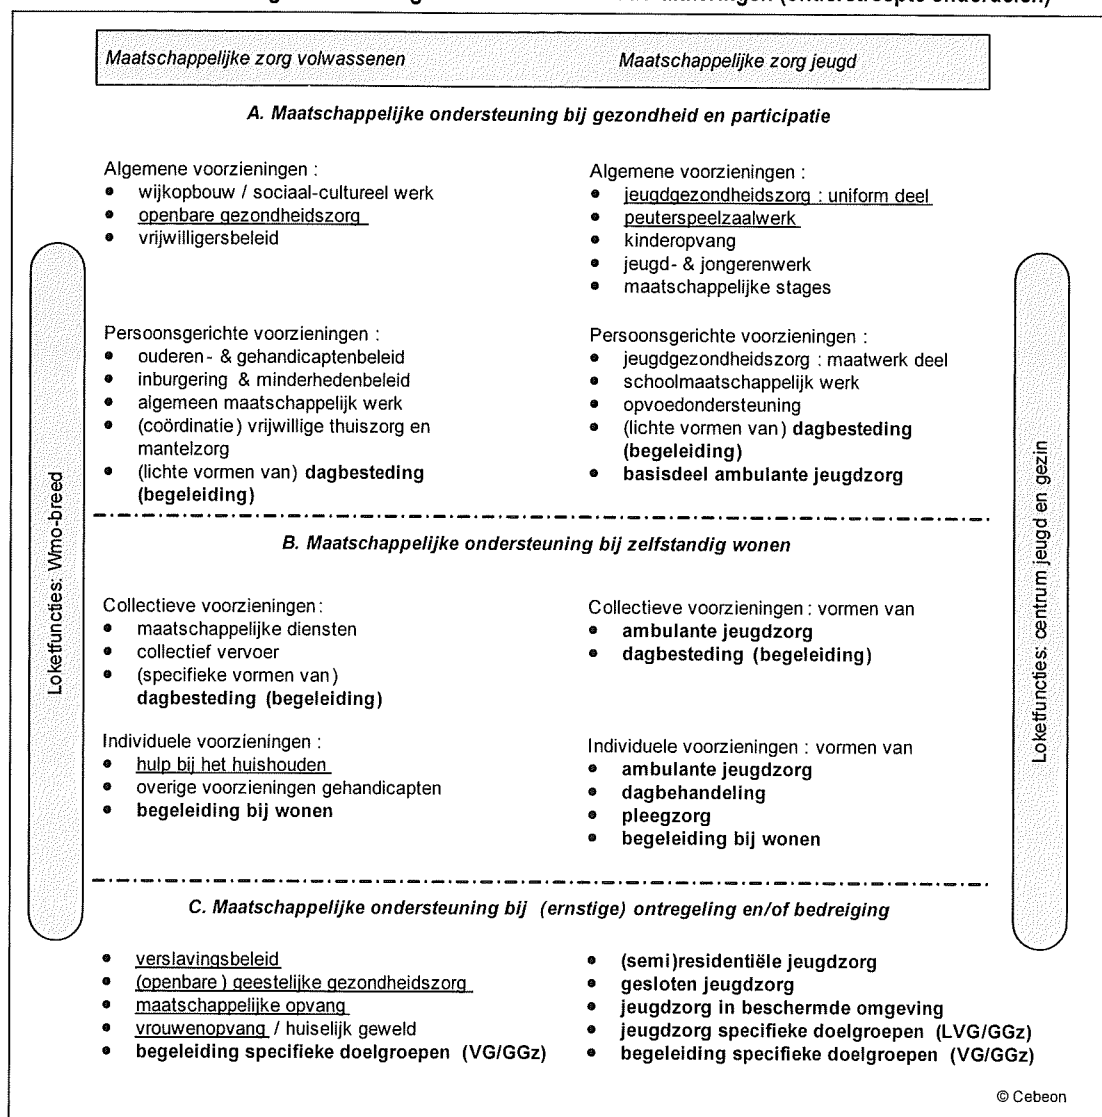 (onderstreepte onderdelen)
Maatschappelijke zorg volwassenen
Maatschappelijke zorg jeugd
A. Maatschappelijke ondersteuning bij gezondheid en participatie
Algemene voorzieningen :
• wijkopbouw / sociaal-cultureel werk
• openbare gezondheidszorg
• vrijwilligersbeleid
Algemene voorzieningen :
• jeugdgezondheidszorg : uniform deel
• peuterspeelzaalwerk
• kinderopvang
• jeugd- & jongerenwerk
• maatschappelijke stages
Persoonsgerichte voorzieningen :
• ouderen- & gehandicaptenbeleid
• inburgering & minderhedenbeleid
• algemeen maatschappelijk werk
• (coördinatie) vrijwillige thuiszorg en
mantelzorg
• (lichte vormen van) dagbesteding
(begeleiding)
Persoonsgerichte voorzieningen :
• jeugdgezondheidszorg : maatwerk deel
• schoolmaatschappelijk werk
• opvoedondersteuning
• (lichte vormen van) dagbesteding
(begeleiding)
• basisdeel ambulante jeugdzorg
Loketfuncties: Wmo-breed
Loketfuncties: centrum jeugd en gezin
B. Maatschappelijke ondersteuning bij zelfstandig wonen
Collectieve voorzieningen:
• maatschappelijke diensten
• collectief vervoer
• (specifieke vormen van)
dagbesteding (begeleiding)
Collectieve voorzieningen : vormen van
• ambulante jeugdzorg
• dagbesteding (begeleiding)
Individuele voorzieningen :
• hulp bij het huishouden
• overige voorzieningen gehandicapten
• begeleiding bij wonen
Individuele voorzieningen : vormen van
• ambulante jeugdzorg
• dagbehandeling
• pleegzorg
• begeleiding bij wonen
C. Maatschappelijke ondersteuning bij (ernstige) ontregeling en/of bedreiging
• verslavingsbeleid
• (openbare) geestelijke gezondheidszorg
• maatschappelijke opvang
• vrouwenopvang / huiselijk geweld
• begeleiding specifieke doelgroepen (VG/GGz)
• (semi)residentiële jeugdzorg
• gesloten jeugdzorg
• jeugdzorg in beschermde omgeving
• jeugdzorg specifieke doelgroepen (LVG/GGz)
• begeleiding specifieke doelgroepen (VG/GGz)
© Cebeon